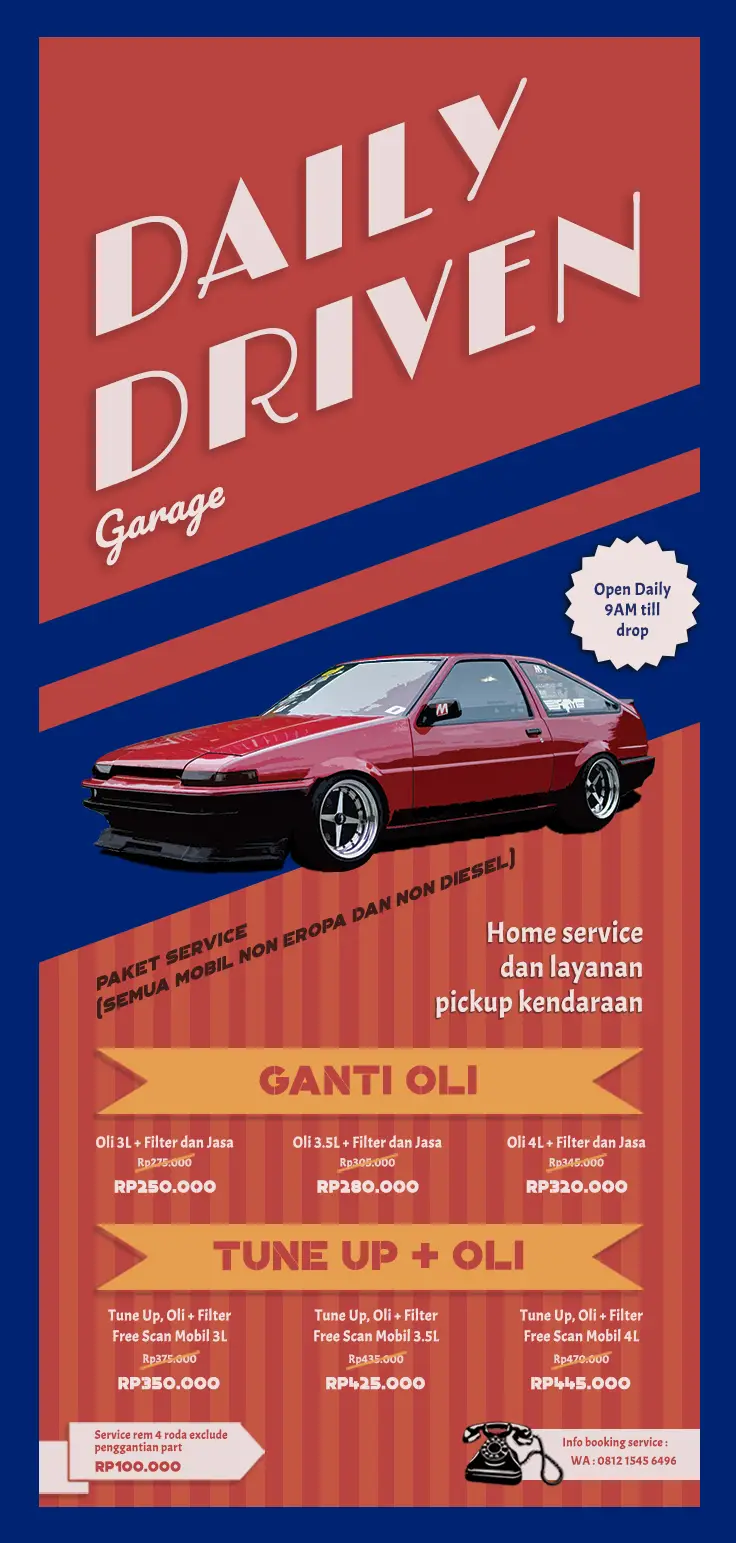 DAILY
DRIVEN
Garage
Open Daily
9AM till
drop
M
PAKET SERVICE
(SEMUA MOBIL NON EROPA DAN NON DIESEL)
Home service
dan layanan
pickup kendaraan
GANTI OLI
Oli 3L + Filter dan Jasa
Rp275.000
RP250.000
Oli 3.5L + Filter dan Jasa
Rp305.000
RP280.000
Oli 4L + Filter dan Jasa
Rp345.000
RP320.000
TUNE UP + OLI
Tune Up, Oli + Filter
Free Scan Mobil 3L
Rp375.000
RP350.000
Tune Up, Oli + Filter
Free Scan Mobil 3.5L
Rp435.000
RP425.000
Tune Up, Oli + Filter
Free Scan Mobil 4L
Rp470.000
RP445.000
Service rem 4 roda exclude
penggantian part
RP100.000
Info booking service :
WA : 0812 1545 6496